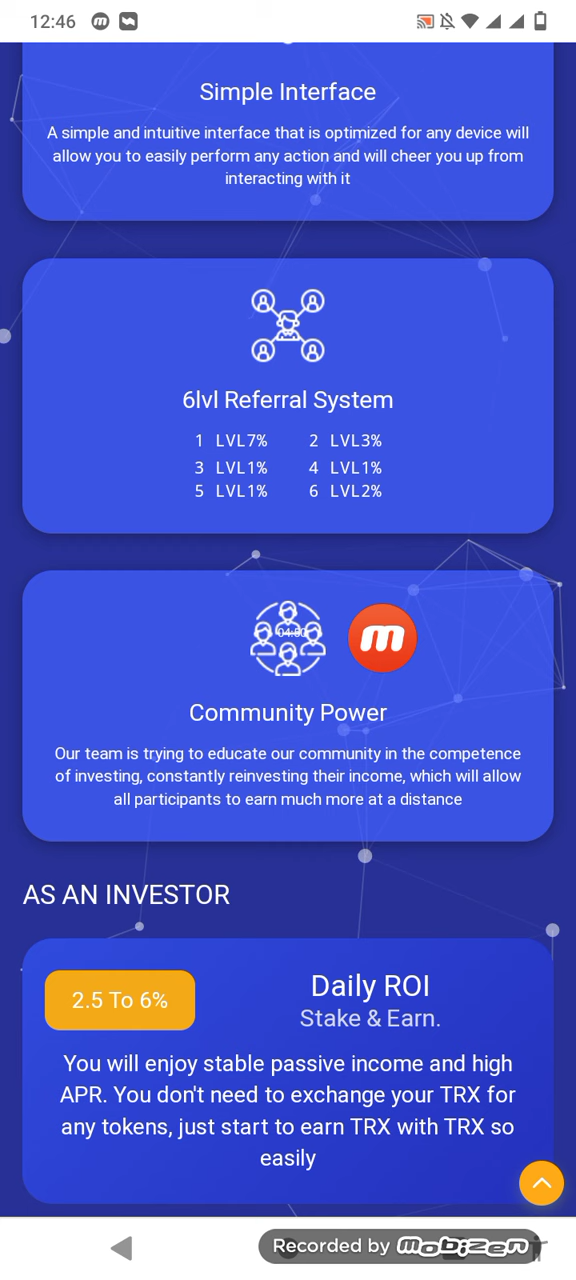 12:46
Simple Interface
A simple and intuitive interface that is optimized for any device will
allow you to easily perform any action and will cheer you up from
interacting with it
6lvl Referral System
1 LVL7% 2 LVL3%
3 LVL1% 4 LVL1%
5 LVL1% 6 LVL2%
04:50
m
Community Power
Our team is trying to educate our community in the competence
of investing, constantly reinvesting their income, which will allow
all participants to earn much more at a distance
AS AN INVESTOR
2.5 To 6%
Daily ROI
Stake & Earn.
You will enjoy stable passive income and high
APR. You don't need to exchange your TRX for
any tokens, just start to earn TRX with TRX so
easily
Recorded by mobizen